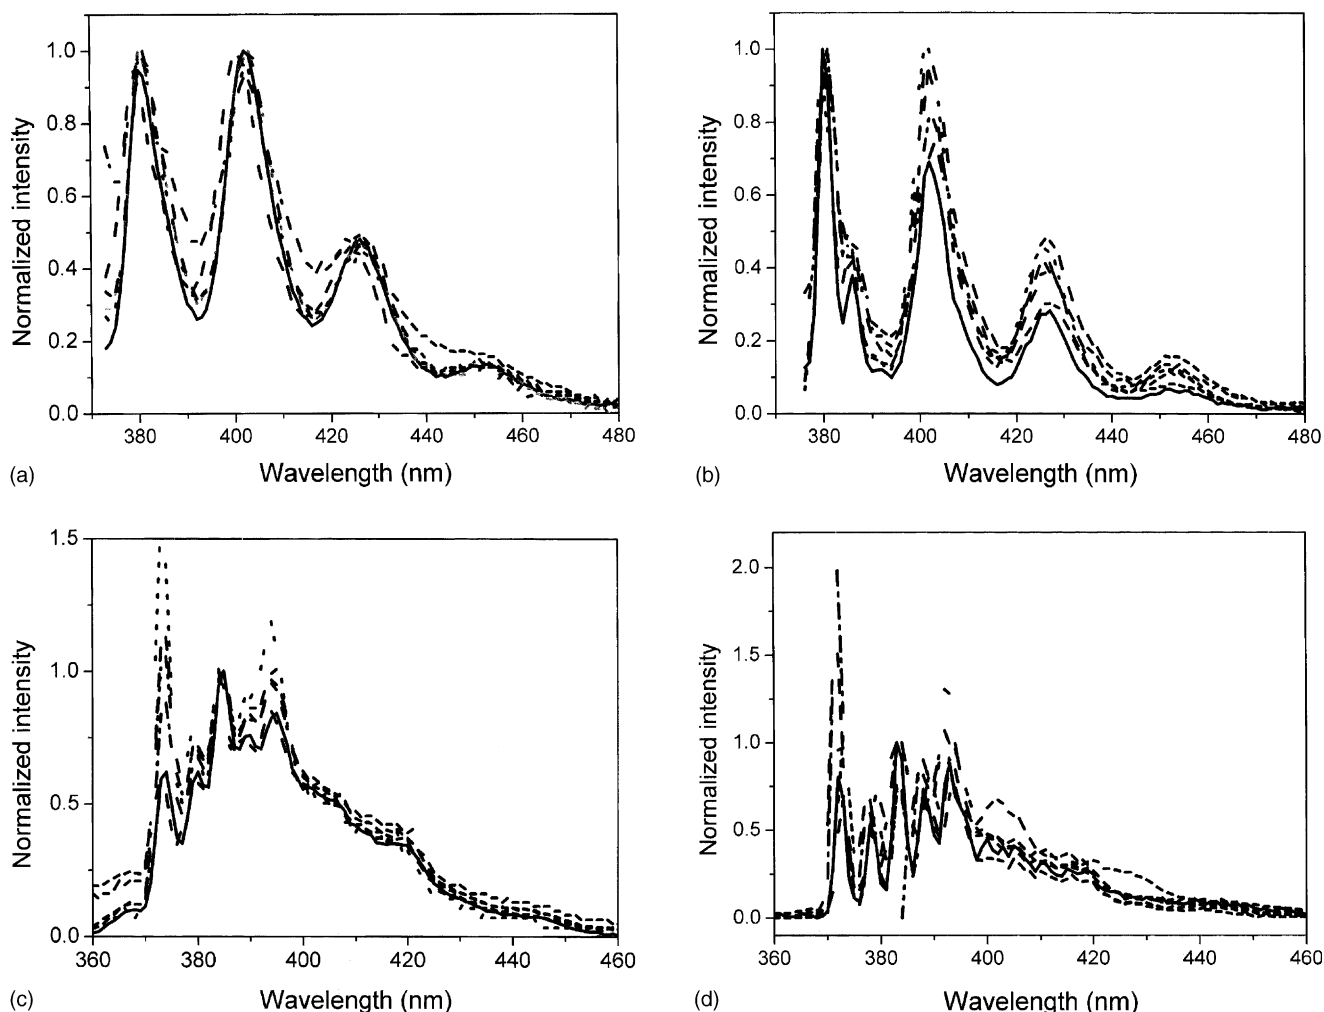 Normalized intensity
1.0
0.8
0.6
0.4
0.2
0.0
380 400 420 440 460 480
Wavelength (nm)
(a)
Normalized intensity
1.0
0.8
0.6
0.4
0.2
0.0
380 400 420 440 460 480
Wavelength (nm)
(b)
Normalized intensity
1.5
1.0
0.5
0.0
360 380 400 420 440 460
Wavelength (nm)
(c)
Normalized intensity
2.0
1.5
1.0
0.5
0.0
360 380 400 420 440 460
Wavelength (nm)
(d)